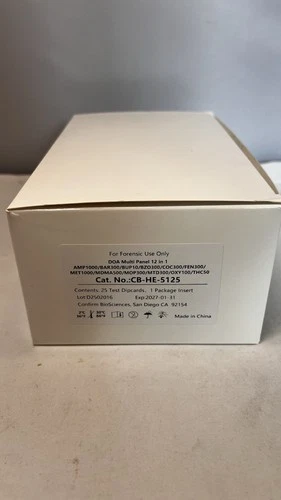 For Forensic Use Only
DOA Multi Panel 12 in 1
AMP1000/BAR300/BUP10/BZO300/COC300/FEN300/
MET1000/MDMA500/MOP300/MTD300/OXY100/THC50
Cat. No.:CB-HE-5125
Contents: 25 Test Dipcards, 1 Package Insert
Lot:D2502016 Exp:2027-01-31
Confirm BioSciences, San Diego CA 92154
Made in China